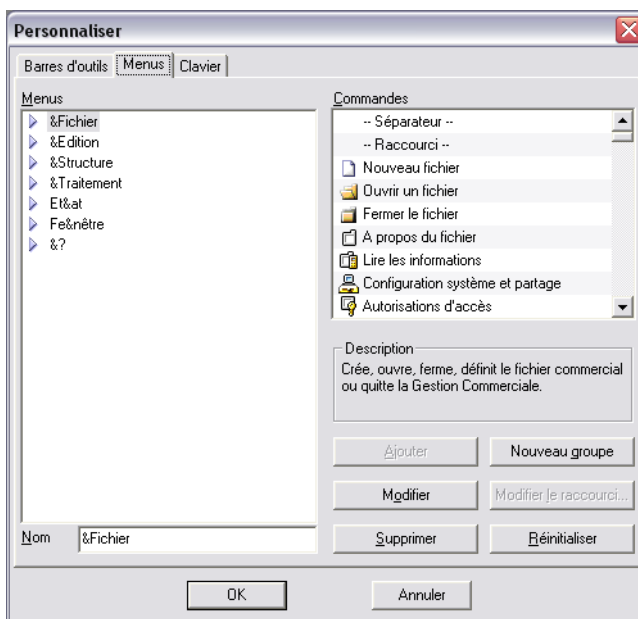 Personnaliser
Barres d'outils
Menus
Clavier
Menus
&Fichier
&Edition
&Structure
&Traitement
Et&at
Fe&nêtre
&?
Nom
&Fichier
Commandes
-- Séparateur --
-- Raccourci --
Nouveau fichier
Ouvrir un fichier
Fermer le fichier
A propos du fichier
Lire les informations
Configuration système et partage
Autorisations d'accès
Description
Crée, ouvre, ferme, définit le fichier commercial
ou quitte la Gestion Commerciale.
Ajouter
Nouveau groupe
Modifier
Modifier le raccourci...
Supprimer
Réinitialiser
OK
Annuler